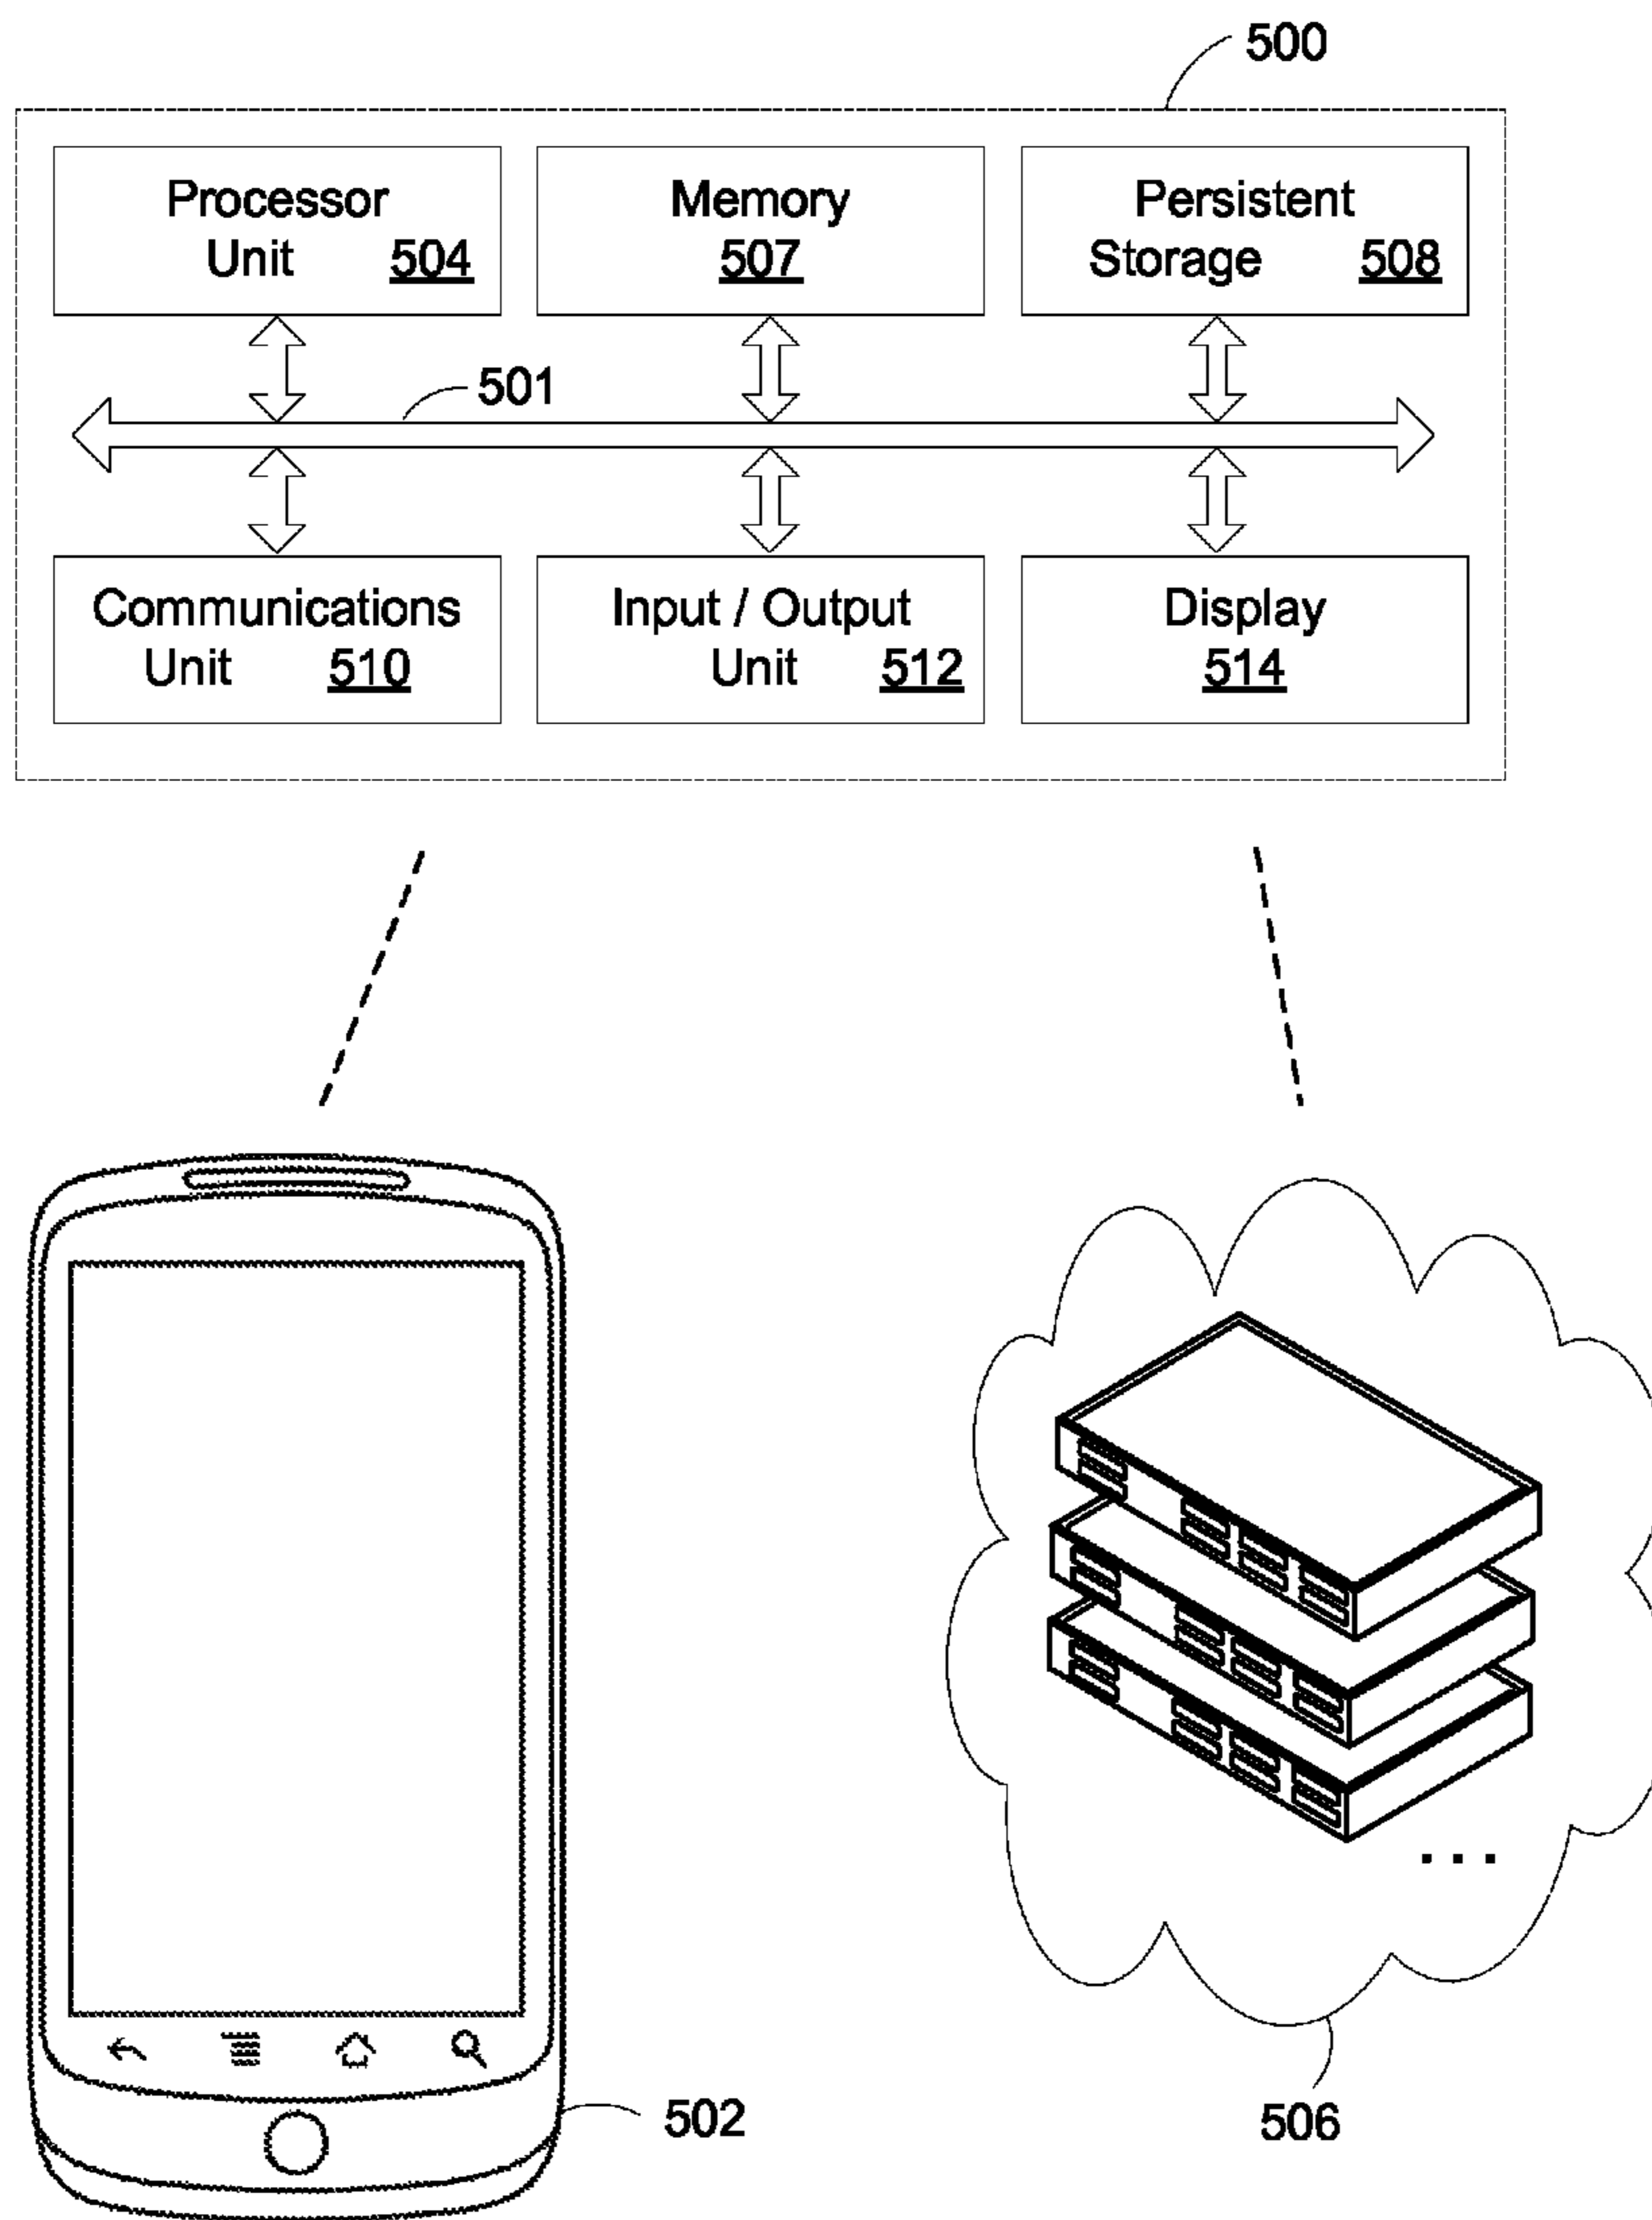 500
Processor
Unit 504
Memory
507
Persistent
Storage 508
501
Communications
Unit 510
Input / Output
Unit 512
Display
514
...
502
506